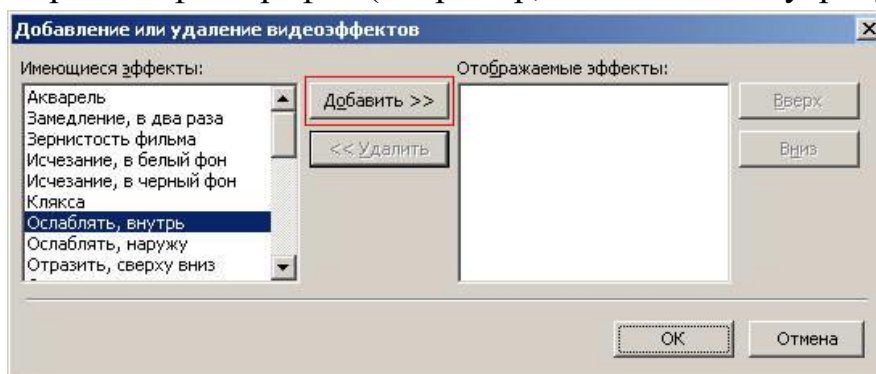 Добавление или удаление видеоэффектов
Имеющиеся эффекты:
Отображаемые эффекты:
Акварель
Замедление, в два раза
Зернистость фильма
Исчезание, в белый фон
Исчезание, в черный фон
Клякса
Ослаблять, внутрь
Ослаблять, наружу
Отразить, сверху вниз
Добавить >>
<< Удалить
Вверх
Вниз
ОК
Отмена